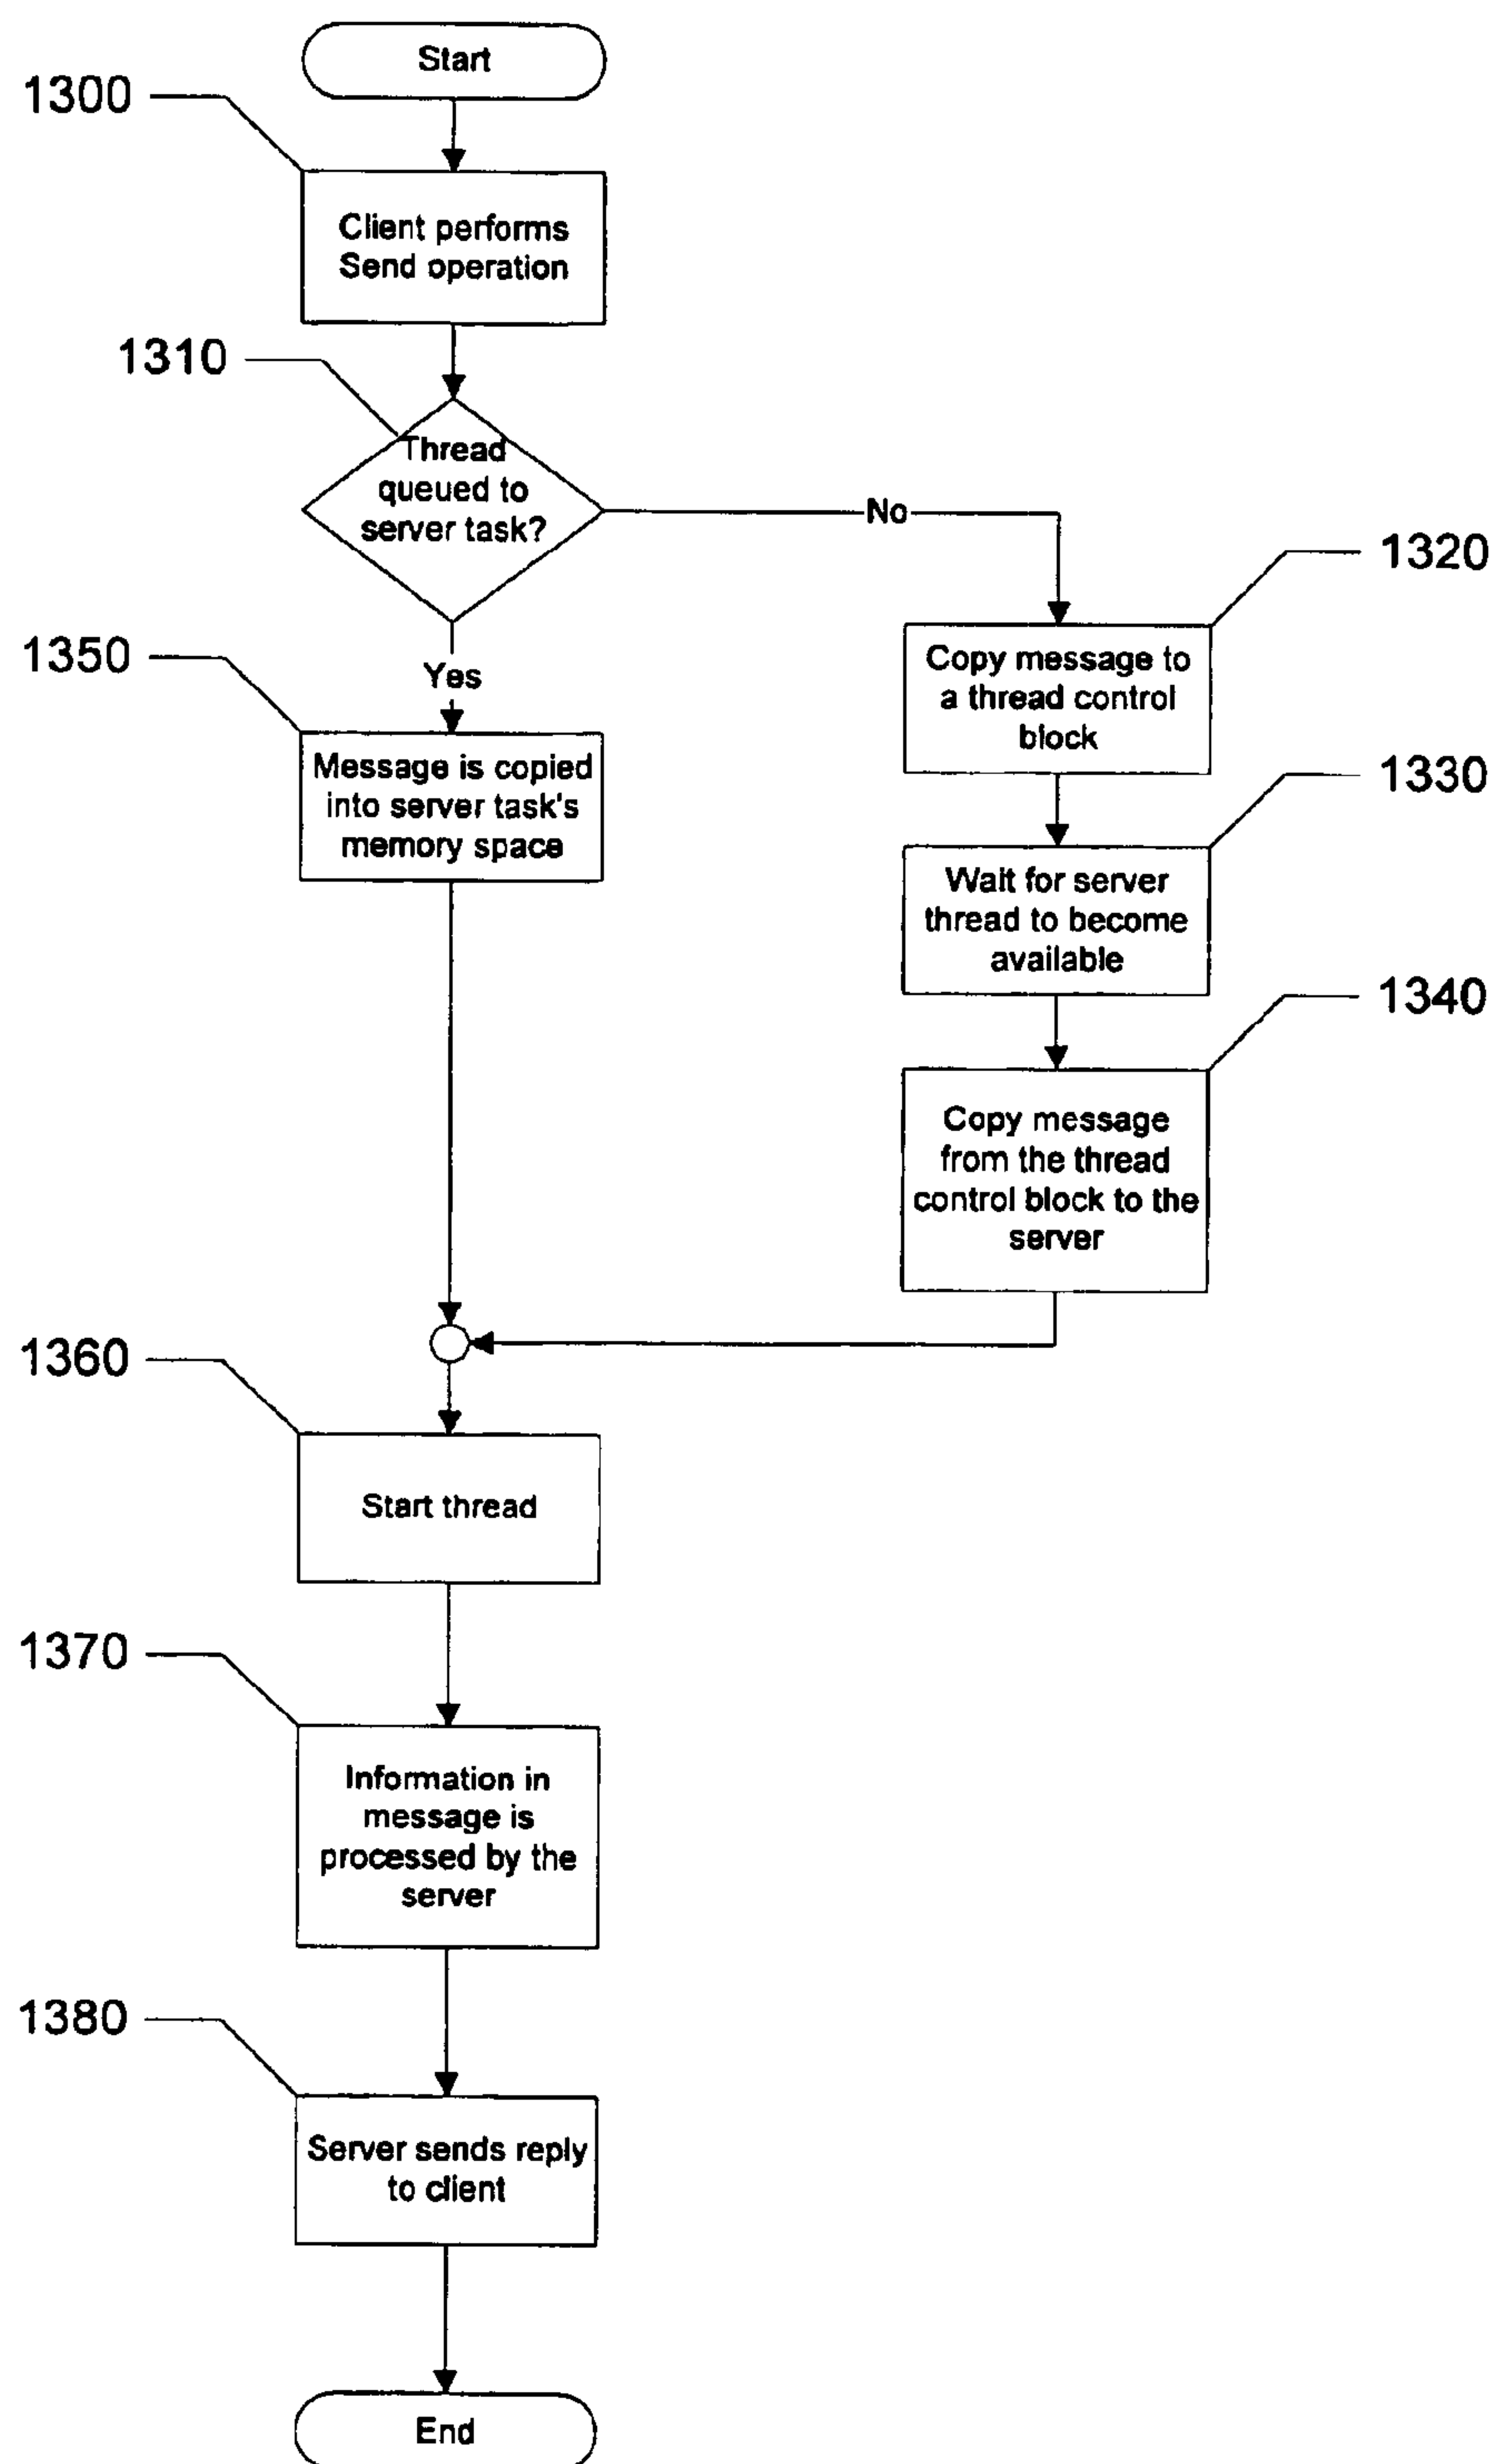 Start
1300
Client performs
Send operation
1310
Thread
queued to
server task?
No
1320
Copy message to
a thread control
block
1350
Yes
Message is copied
into server task's
memory space
1330
Wait for server
thread to become
available
1340
Copy message
from the thread
control block to the
server
1360
Start thread
1370
Information in
message is
processed by the
server
1380
Server sends reply
to client
End